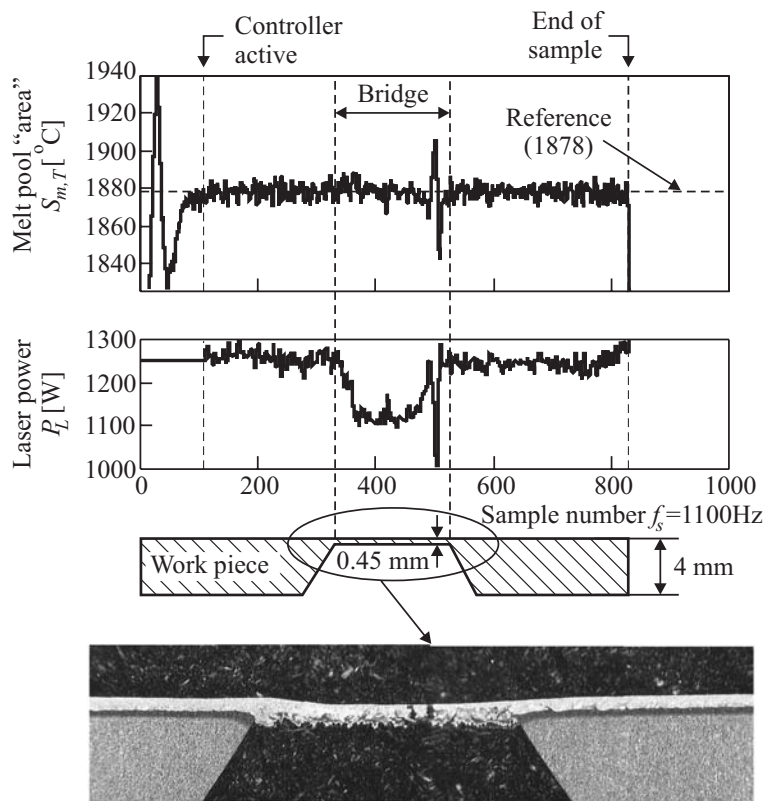 Controller
active
End of
sample
Melt pool “area”
S_m,T [°C]
1940
1920
1900
1880
1860
1840
Bridge
Reference
(1878)
Laser power
P_L [W]
1300
1200
1100
1000
0
200
400
600
800
1000
Sample number f_s=1100Hz
Work piece
0.45 mm
4 mm